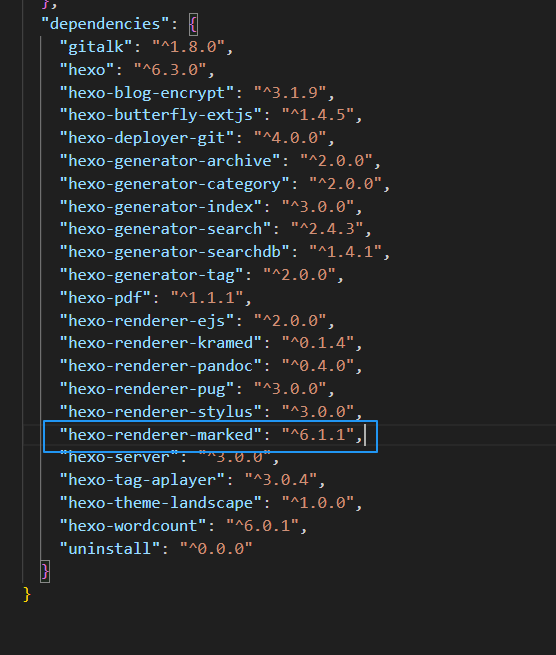 },
"dependencies": {
"gitalk": "^1.8.0",
"hexo": "^6.3.0",
"hexo-blog-encrypt": "^3.1.9",
"hexo-butterfly-extjs": "^1.4.5",
"hexo-deployer-git": "^4.0.0",
"hexo-generator-archive": "^2.0.0",
"hexo-generator-category": "^2.0.0",
"hexo-generator-index": "^3.0.0",
"hexo-generator-search": "^2.4.3",
"hexo-generator-searchdb": "^1.4.1",
"hexo-generator-tag": "^2.0.0",
"hexo-pdf": "^1.1.1",
"hexo-renderer-ejs": "^2.0.0",
"hexo-renderer-kramed": "^0.1.4",
"hexo-renderer-pandoc": "^0.4.0",
"hexo-renderer-pug": "^3.0.0",
"hexo-renderer-stylus": "^3.0.0",
"hexo-renderer-marked": "^6.1.1",
"hexo-server": "^3.0.0",
"hexo-tag-aplayer": "^3.0.4",
"hexo-theme-landscape": "^1.0.0",
"hexo-wordcount": "^6.0.1",
"uninstall": "^0.0.0"
}
}